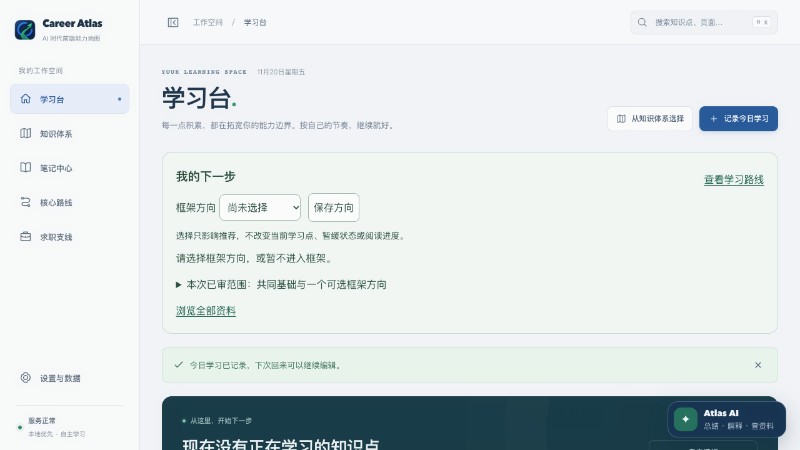 Career Atlas
AI 时代前端能力地图
我的工作空间
学习台
知识体系
笔记中心
核心路线
求职支线
设置与数据
服务正常
本地优先 · 自主学习
工作空间 / 学习台
搜索知识点、页面...
⌘ K
YOUR LEARNING SPACE 11月20日星期五
学习台.
每一点积累，都在拓宽你的能力边界。按自己的节奏，继续就好。
从知识体系选择
+ 记录今日学习
我的下一步
查看学习路线
框架方向 尚未选择 保存方向
选择只影响推荐，不改变当前学习点、暂缓状态或阅读进度。
请选择框架方向，或暂不进入框架。
▶ 本次已审范围：共同基础与一个可选框架方向
浏览全部资料
今日学习已记录，下次回来可以继续编辑。
从这里，开始下一步
现在没有正在学习的知识点
Atlas AI
总结 · 解释 · 查资料